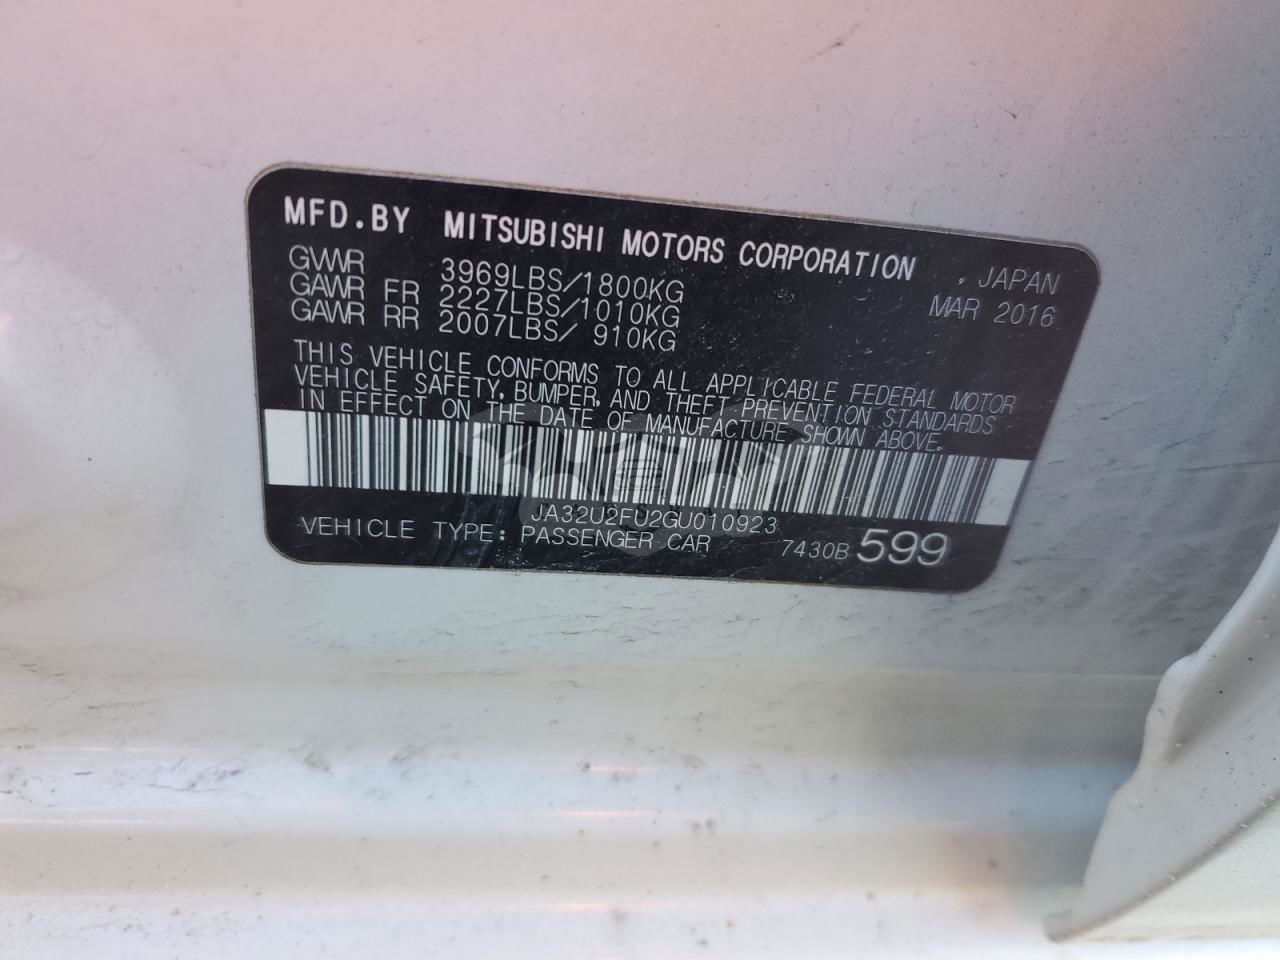 MFD.BY MITSUBISHI MOTORS CORPORATION , JAPAN
GVWR 3969LBS/1800KG MAR 2016
GAWR FR 2227LBS/1010KG
GAWR RR 2007LBS/ 910KG
THIS VEHICLE CONFORMS TO ALL APPLICABLE FEDERAL MOTOR
VEHICLE SAFETY, BUMPER, AND THEFT PREVENTION STANDARDS
IN EFFECT ON THE DATE OF MANUFACTURE SHOWN ABOVE.
JA32U2FU2GU010923
VEHICLE TYPE: PASSENGER CAR 7430B 599